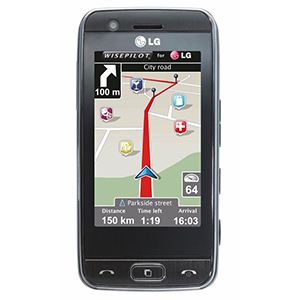 LG
WISEPILOT for LG
City road
100 m
64
Parkside street
Distance Time left Arrival
150 km 1:19 16:03